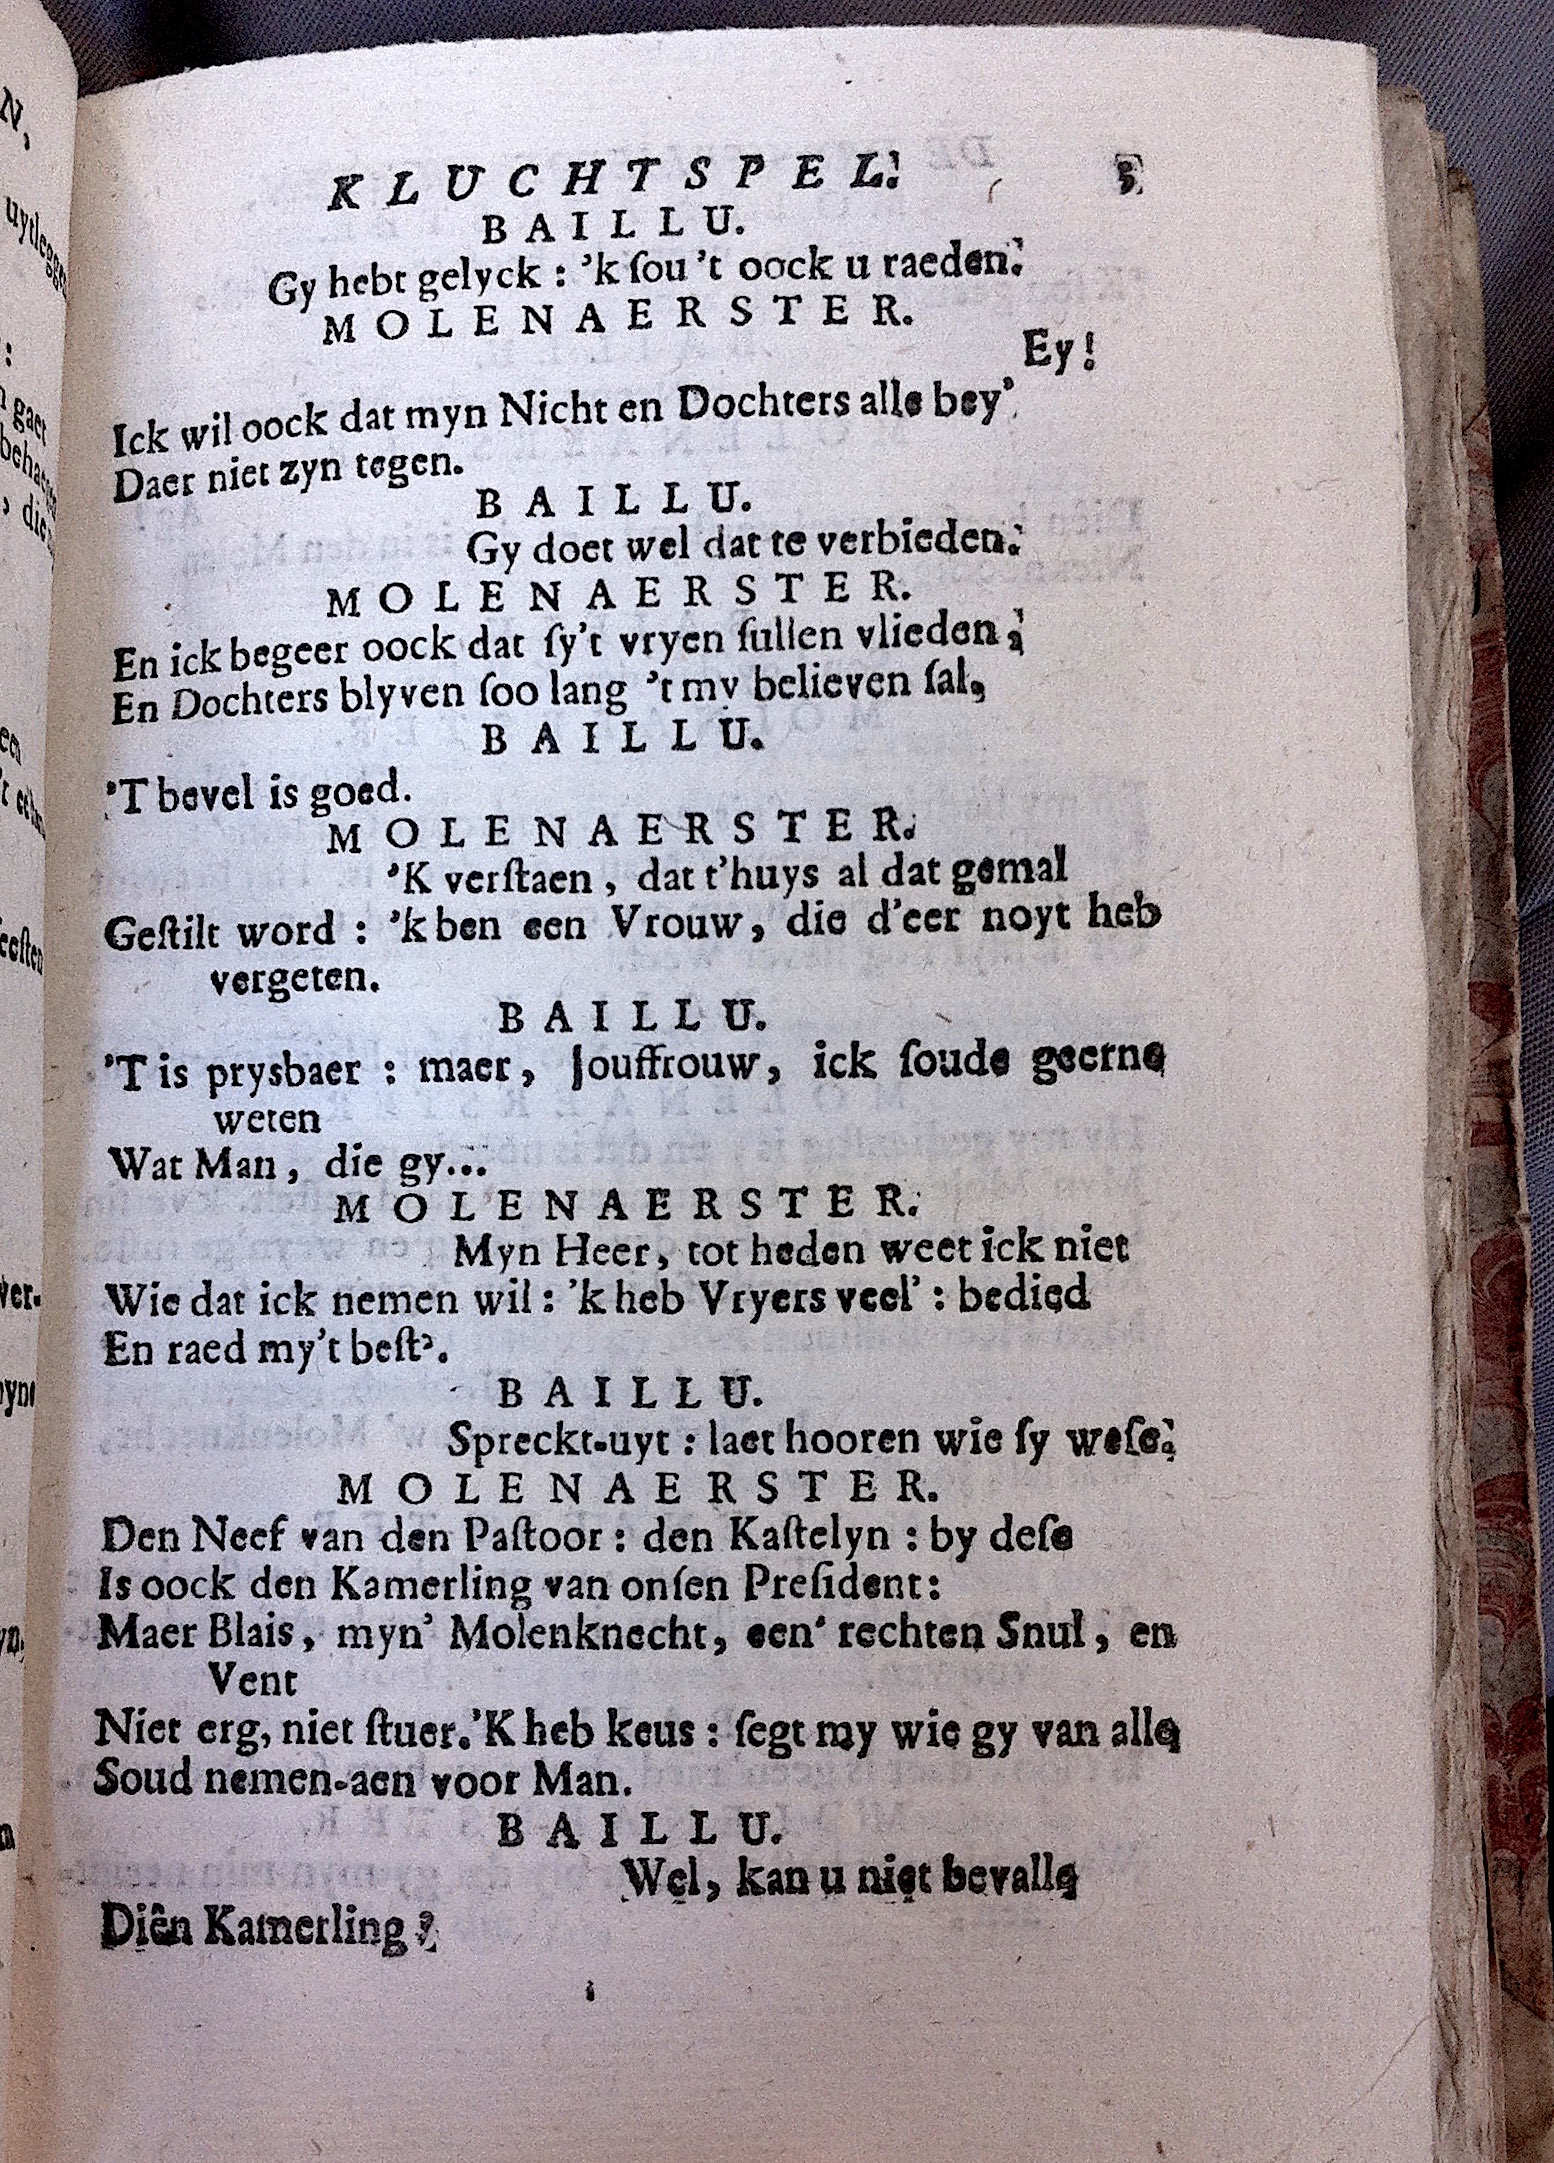 KLUCHTSPEL. 5
BAILLU.
Gy hebt gelyck : 'k ſou 't oock u raeden.
MOLENAERSTER.
Ey!
Ick wil oock dat myn Nicht en Dochters alle bey'
Daer niet zyn tegen.
BAILLU.
Gy doet wel dat te verbieden.
MOLENAERSTER.
En ick begeer oock dat ſy't vryen ſullen vlieden,
En Dochters blyven ſoo lang 't my believen ſal,
BAILLU.
'T bevel is goed.
MOLENAERSTER.
'K verſtaen, dat t'huys al dat gemal
Geſtilt word : 'k ben een Vrouw, die d'eer noyt heb
vergeten.
BAILLU.
'T is prysbaer : maer, Jouffrouw, ick ſoude geerne
weten
Wat Man, die gy...
MOLENAERSTER.
Myn Heer, tot heden weet ick niet
Wie dat ick nemen wil : 'k heb Vryers veel' : bedied
En raed my't beſt'.
BAILLU.
Spreckt-uyt : laet hooren wie ſy weſe.
MOLENAERSTER.
Den Neef van den Paſtoor : den Kaſtelyn : by deſe
Is oock den Kamerling van onſen Preſident:
Maer Blais, myn' Molenknecht, een' rechten Snul, en
Vent
Niet erg, niet ſtuer. 'K heb keus : ſegt my wie gy van alle
Soud nemen-aen voor Man.
BAILLU.
Wel, kan u niet bevalle
Diên Kamerling?